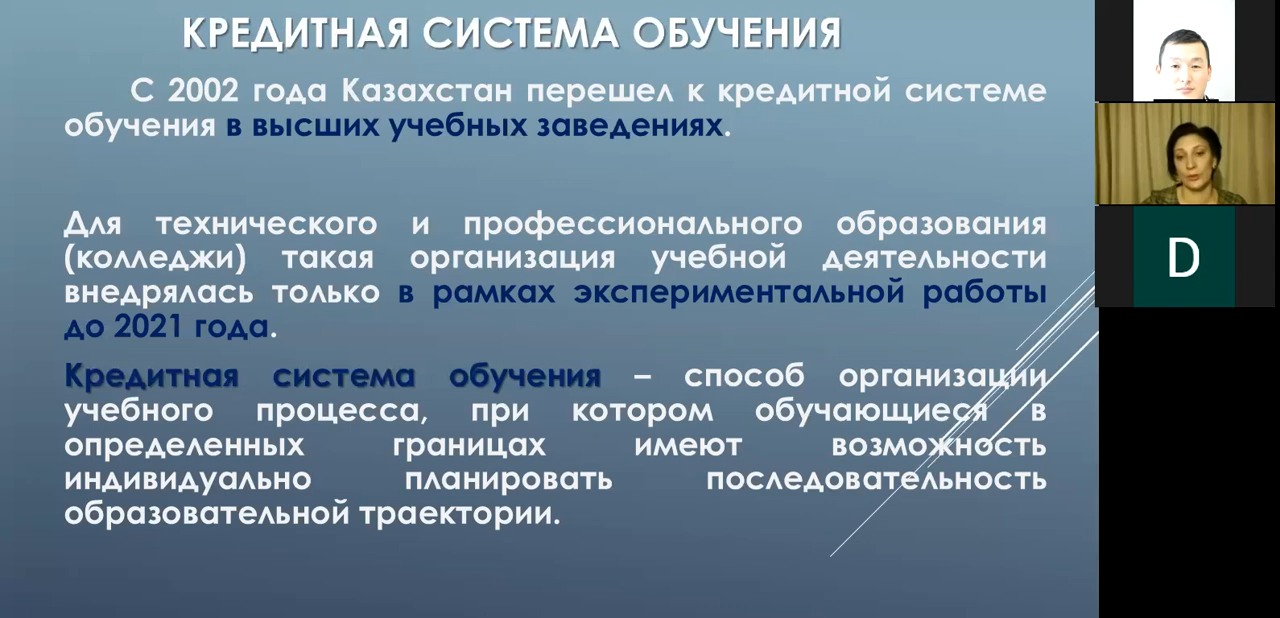 КРЕДИТНАЯ СИСТЕМА ОБУЧЕНИЯ
С 2002 года Казахстан перешел к кредитной системе
обучения в высших учебных заведениях.
Для технического и профессионального образования
(колледжи) такая организация учебной деятельности
внедрялась только в рамках экспериментальной работы
до 2021 года.
Кредитная система обучения – способ организации
учебного процесса, при котором обучающиеся в
определенных границах имеют возможность
индивидуально планировать последовательность
образовательной траектории.
D